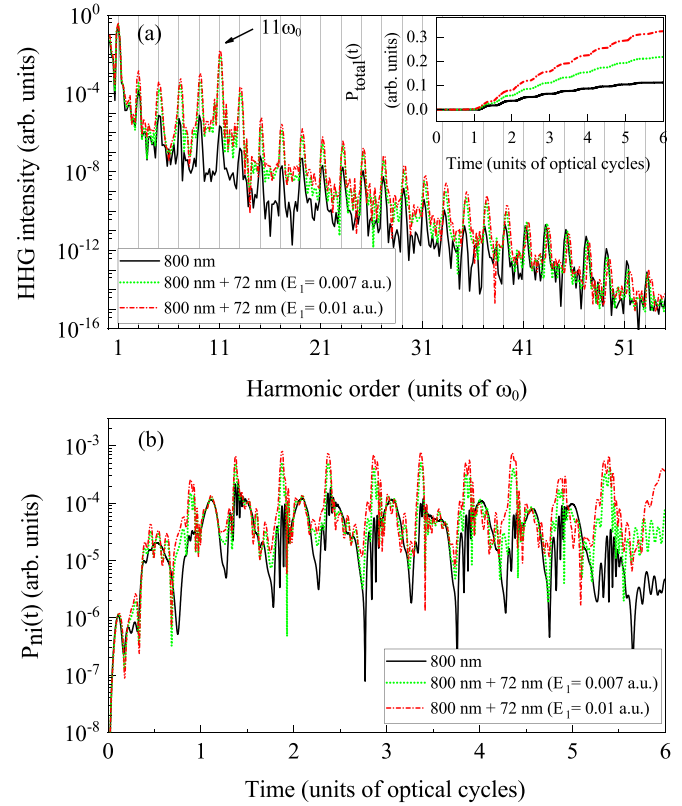 (a)
11ω₀
HHG intensity (arb. units)
10⁰
10⁻⁴
10⁻⁸
10⁻¹²
10⁻¹⁶
P_total(t)
(arb. units)
0.3
0.2
0.1
0.0
0 1 2 3 4 5 6
Time (units of optical cycles)
800 nm
800 nm + 72 nm (E₁= 0.007 a.u.)
800 nm + 72 nm (E₁= 0.01 a.u.)
1 11 21 31 41 51
Harmonic order (units of ω₀)
(b)
P_ni(t) (arb. units)
10⁻³
10⁻⁴
10⁻⁵
10⁻⁶
10⁻⁷
10⁻⁸
800 nm
800 nm + 72 nm (E₁= 0.007 a.u.)
800 nm + 72 nm (E₁= 0.01 a.u.)
0 1 2 3 4 5 6
Time (units of optical cycles)